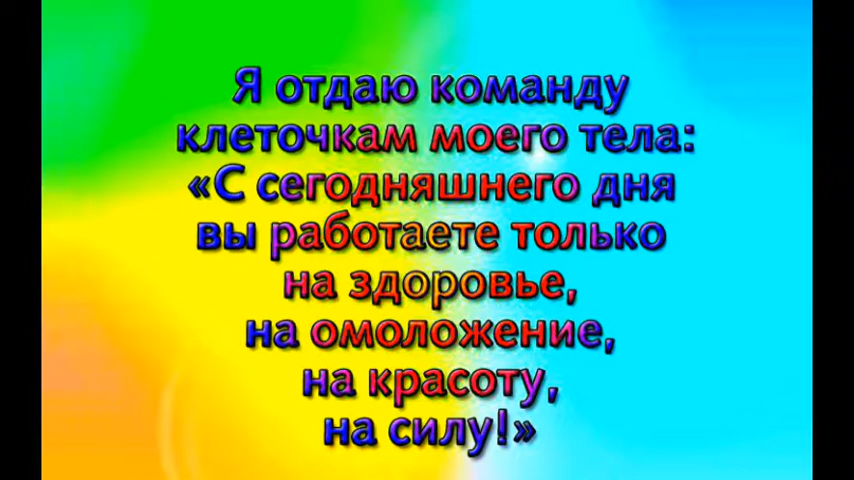 Я отдаю команду
клеточкам моего тела:
«С сегодняшнего дня
вы работаете только
на здоровье,
на омоложение,
на красоту,
на силу!»